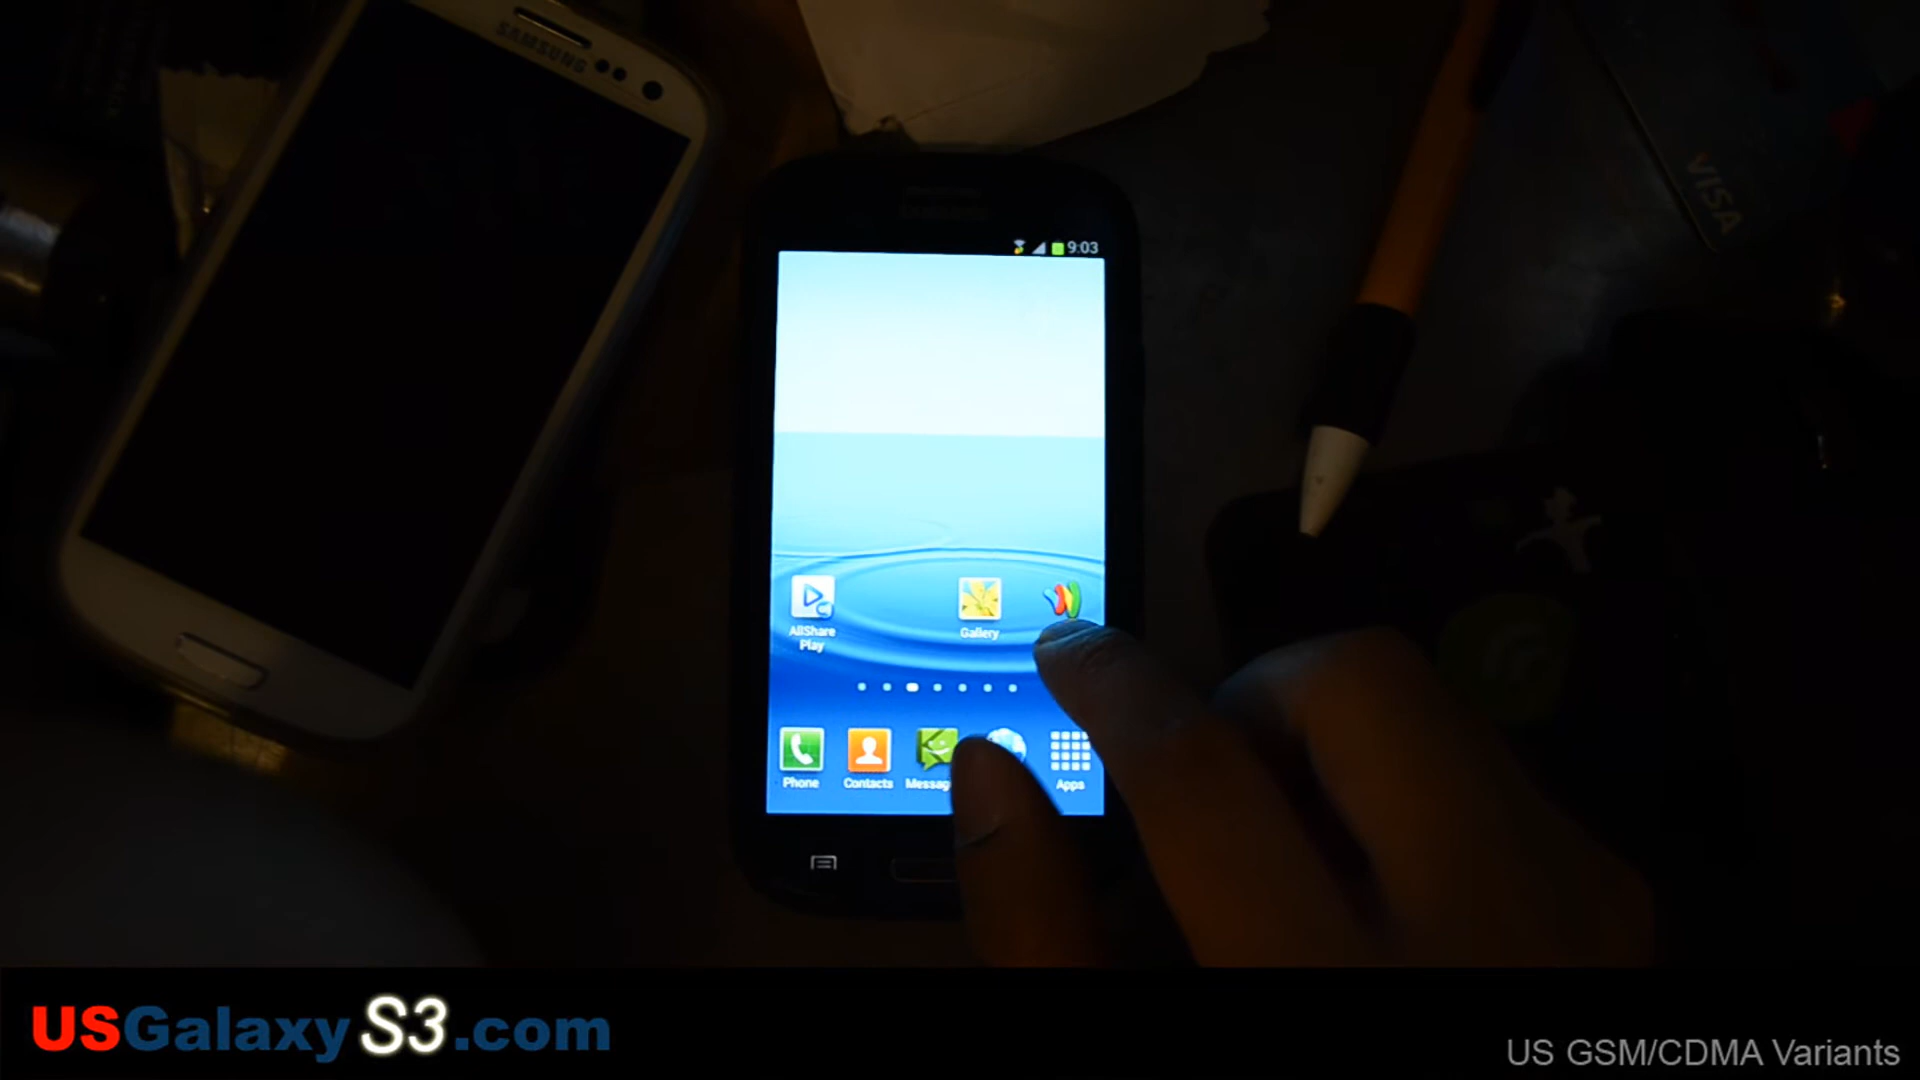 SAMSUNG
VISA
9:03
AllShare
Play
Gallery
Phone
Contacts
Messag
Apps
USGalaxyS3.com
US GSM/CDMA Variants